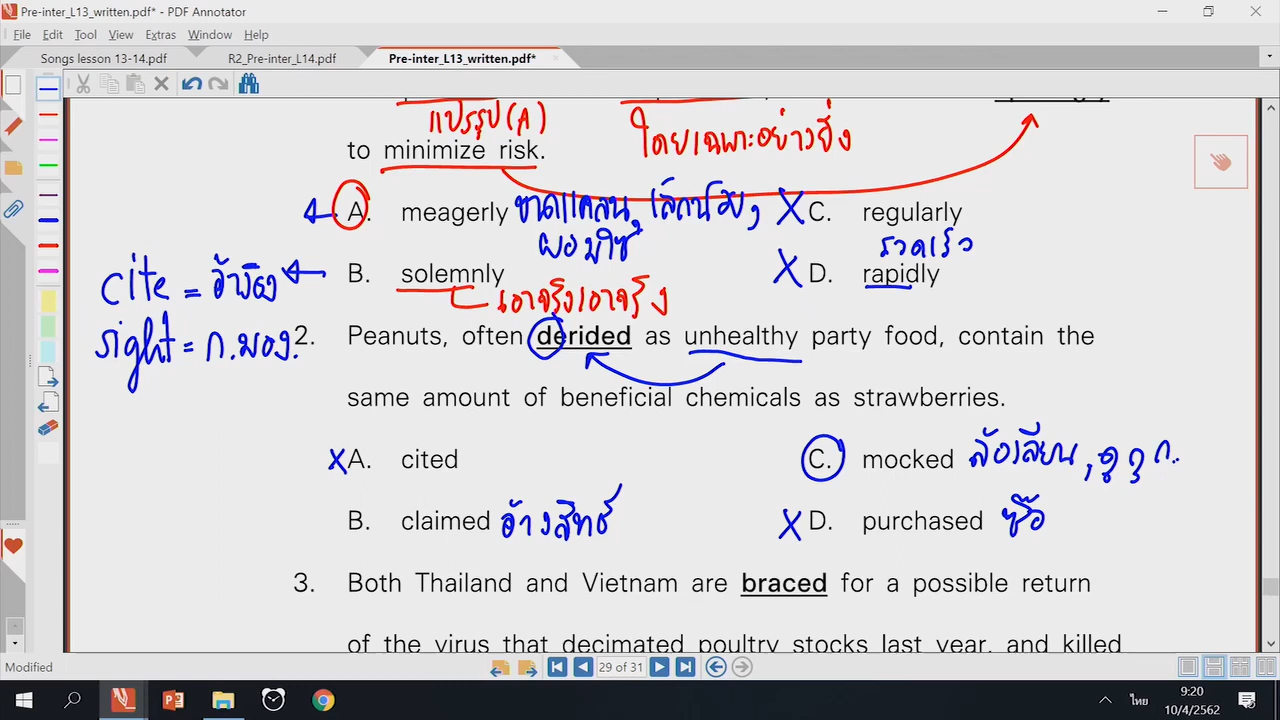 Pre-inter_L13_written.pdf* - PDF Annotator
File Edit Tool View Extras Window Help
Songs lesson 13-14.pdf R2_Pre-inter_L14.pdf Pre-inter_L13_written.pdf*
แปรรูป(A) โดยเฉพาะอย่างยิ่ง
to minimize risk.
A. meagerly ขาดแคลน, เล็กน้อย, X C. regularly
ผอมโซ รวดเร็ว
cite = อ้างถึง B. solemnly X D. rapidly
เอาจริงเอาจริง
sight = ก.มอง.
2. Peanuts, often derided as unhealthy party food, contain the
same amount of beneficial chemicals as strawberries.
X A. cited C. mocked ล้อเลียน, ดูถูก
B. claimed อ้างสิทธิ์ X D. purchased ซื้อ
3. Both Thailand and Vietnam are braced for a possible return
of the virus that decimated poultry stocks last year, and killed
Modified 29 of 31
ไทย 9:20
10/4/2562